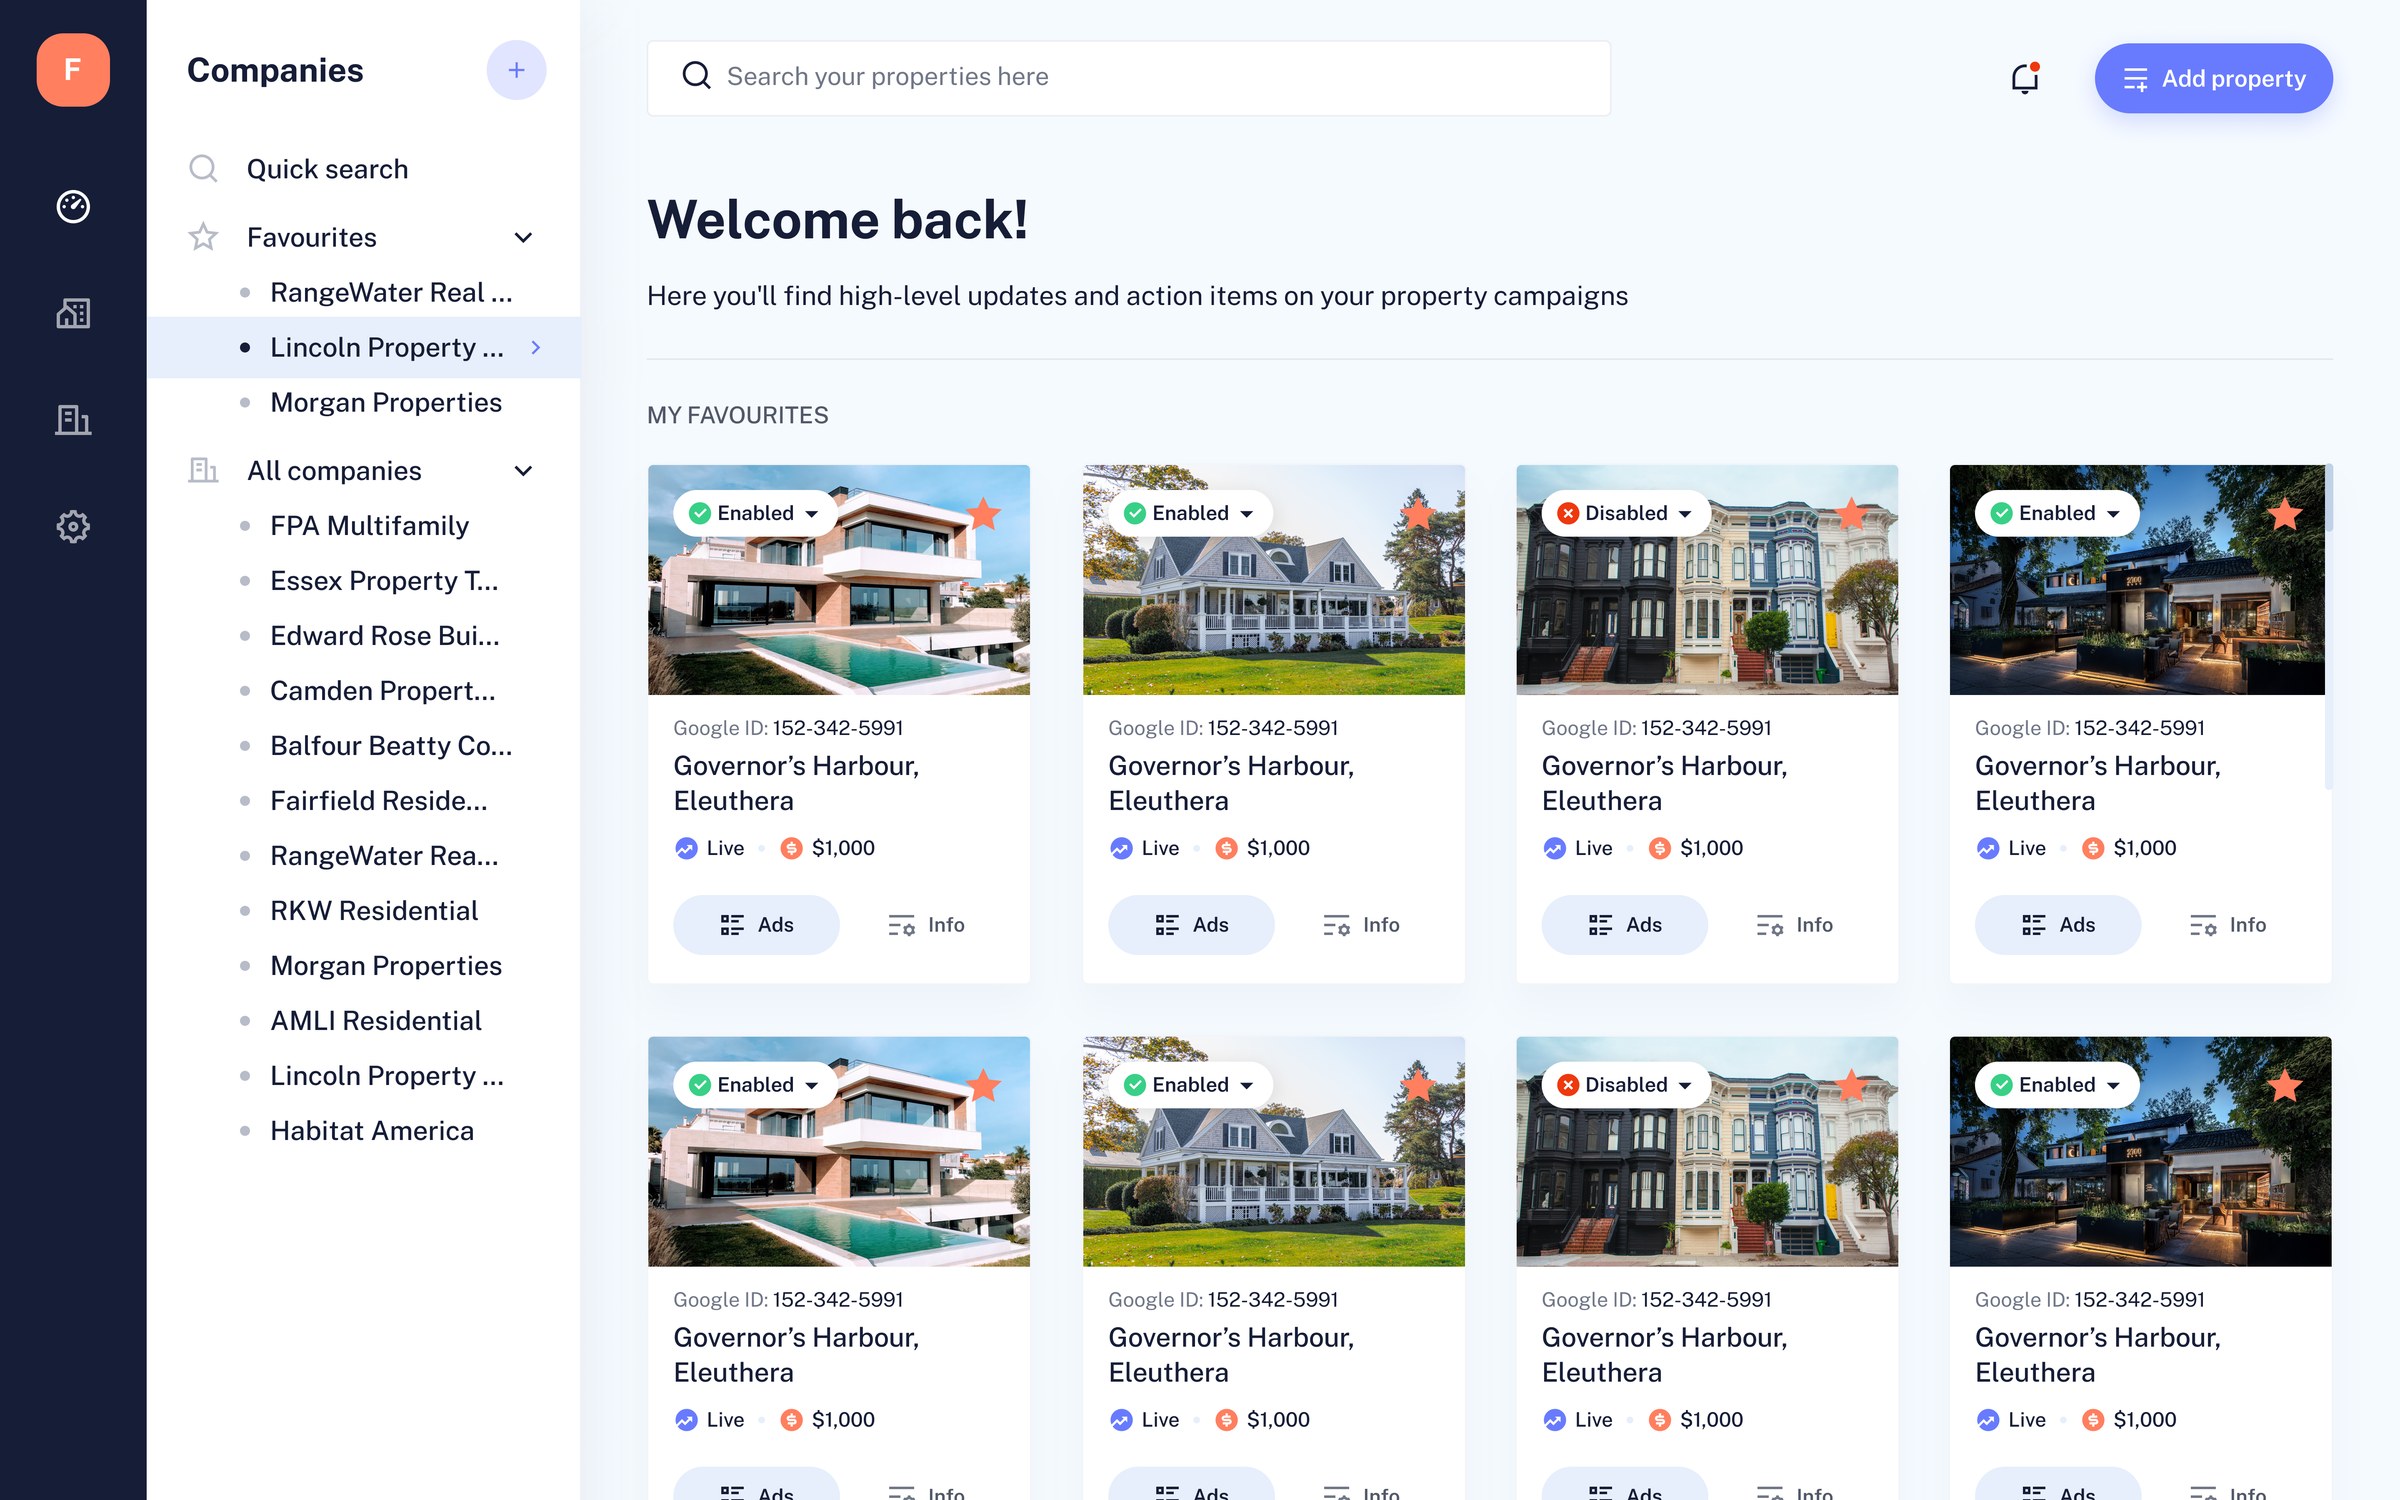 F
Companies
+
Quick search
Favourites
RangeWater Real ...
Lincoln Property ...
Morgan Properties
All companies
FPA Multifamily
Essex Property T...
Edward Rose Bui...
Camden Propert...
Balfour Beatty Co...
Fairfield Reside...
RangeWater Rea...
RKW Residential
Morgan Properties
AMLI Residential
Lincoln Property ...
Habitat America
Search your properties here
Add property
Welcome back!
Here you'll find high-level updates and action items on your property campaigns
MY FAVOURITES
Enabled
Google ID: 152-342-5991
Governor’s Harbour,
Eleuthera
Live $1,000
Ads Info
Enabled
Google ID: 152-342-5991
Governor’s Harbour,
Eleuthera
Live $1,000
Ads Info
Disabled
Google ID: 152-342-5991
Governor’s Harbour,
Eleuthera
Live $1,000
Ads Info
Enabled
Google ID: 152-342-5991
Governor’s Harbour,
Eleuthera
Live $1,000
Ads Info
Enabled
Google ID: 152-342-5991
Governor’s Harbour,
Eleuthera
Live $1,000
Ads Info
Enabled
Google ID: 152-342-5991
Governor’s Harbour,
Eleuthera
Live $1,000
Ads Info
Disabled
Google ID: 152-342-5991
Governor’s Harbour,
Eleuthera
Live $1,000
Ads Info
Enabled
Google ID: 152-342-5991
Governor’s Harbour,
Eleuthera
Live $1,000
Ads Info